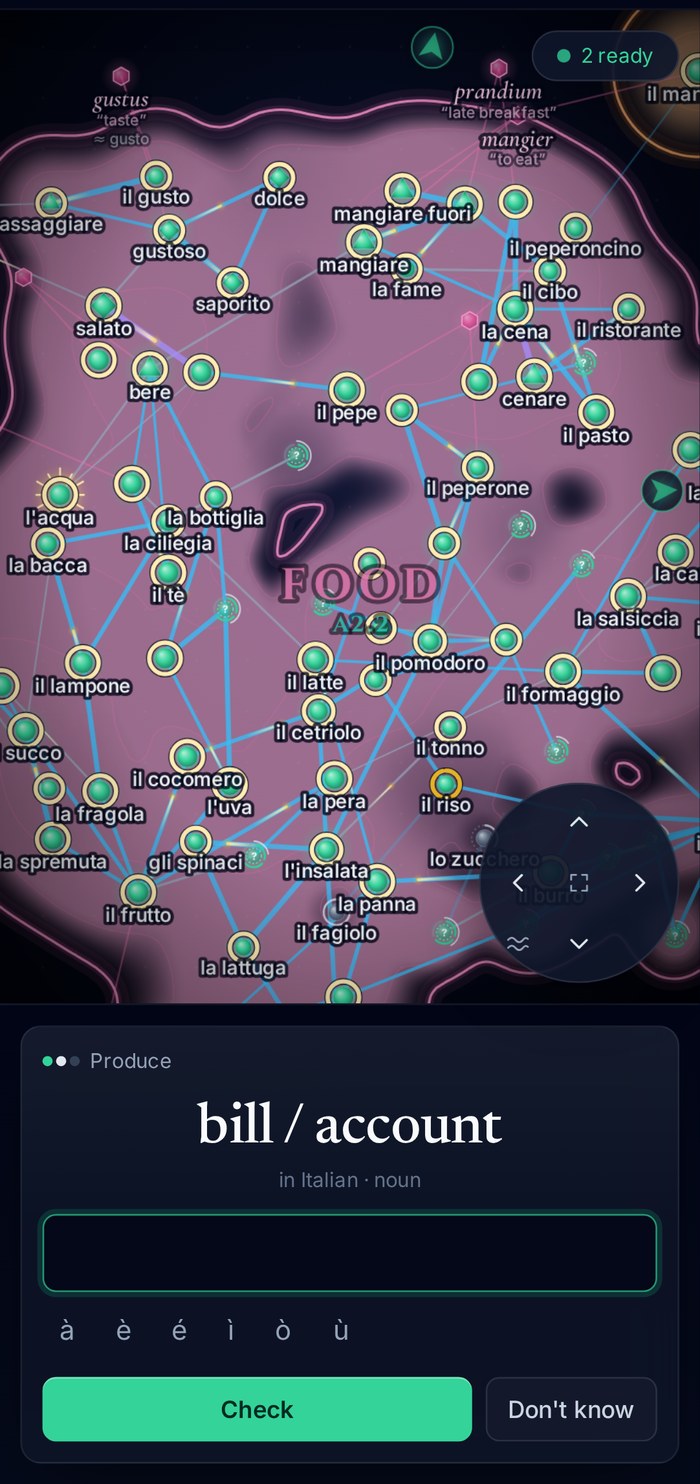 2 ready
gustus
"taste"
≈ gusto
prandium
"late breakfast"
mangier
"to eat"
il mar
assaggiare
il gusto
dolce
mangiare fuori
gustoso
mangiare
il peperoncino
la fame
il cibo
saporito
salato
la cena
il ristorante
bere
cenare
il pepe
il pasto
?
il peperone
l'acqua
la bottiglia
la
la ciliegia
?
la bacca
il tè
?
la ca
FOOD
?
?
A2.2
la salsiccia
il lampone
il latte
il pomodoro
il formaggio
succo
il cetriolo
il tonno
?
il cocomero
l'uva
la pera
il riso
la fragola
la spremuta
gli spinaci
?
l'insalata
lo zucchero
il burro
il frutto
la panna
il fagiolo
?
?
la lattuga
Produce
bill / account
in Italian · noun
à è é ì ò ù
Check
Don't know